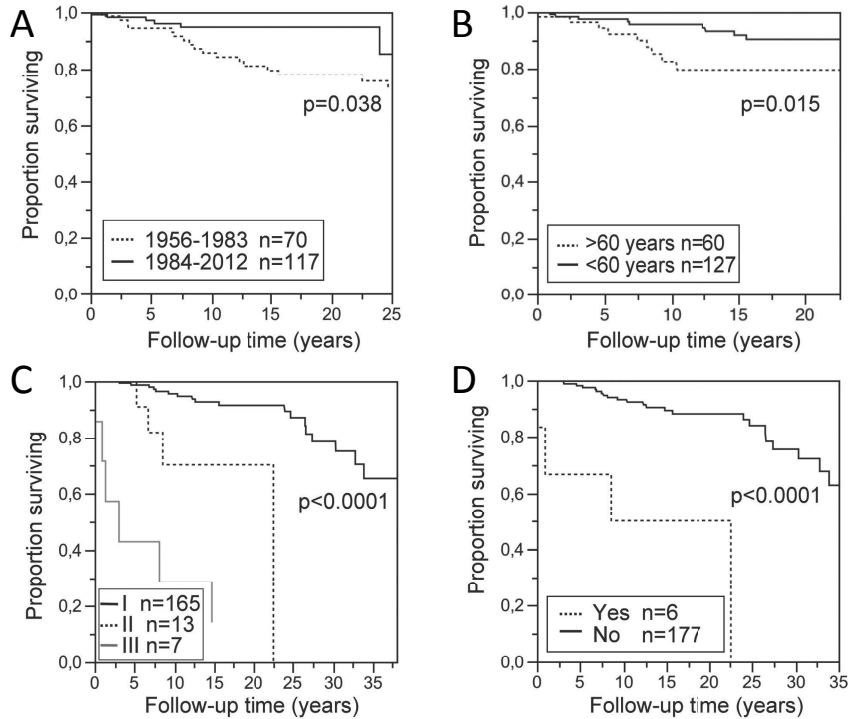 A
Proportion surviving
1,0
0,8
0,6
0,4
0,2
0,0
p=0.038
1956-1983 n=70
1984-2012 n=117
0 5 10 15 20 25
Follow-up time (years)
B
Proportion surviving
1,0
0,8
0,6
0,4
0,2
0,0
p=0.015
>60 years n=60
<60 years n=127
0 5 10 15 20
Follow-up time (years)
C
Proportion surviving
1,0
0,8
0,6
0,4
0,2
0,0
p<0.0001
I n=165
II n=13
III n=7
0 5 10 15 20 25 30 35
Follow-up time (years)
D
Proportion surviving
1,0
0,8
0,6
0,4
0,2
0,0
p<0.0001
Yes n=6
No n=177
0 5 10 15 20 25 30 35
Follow-up time (years)